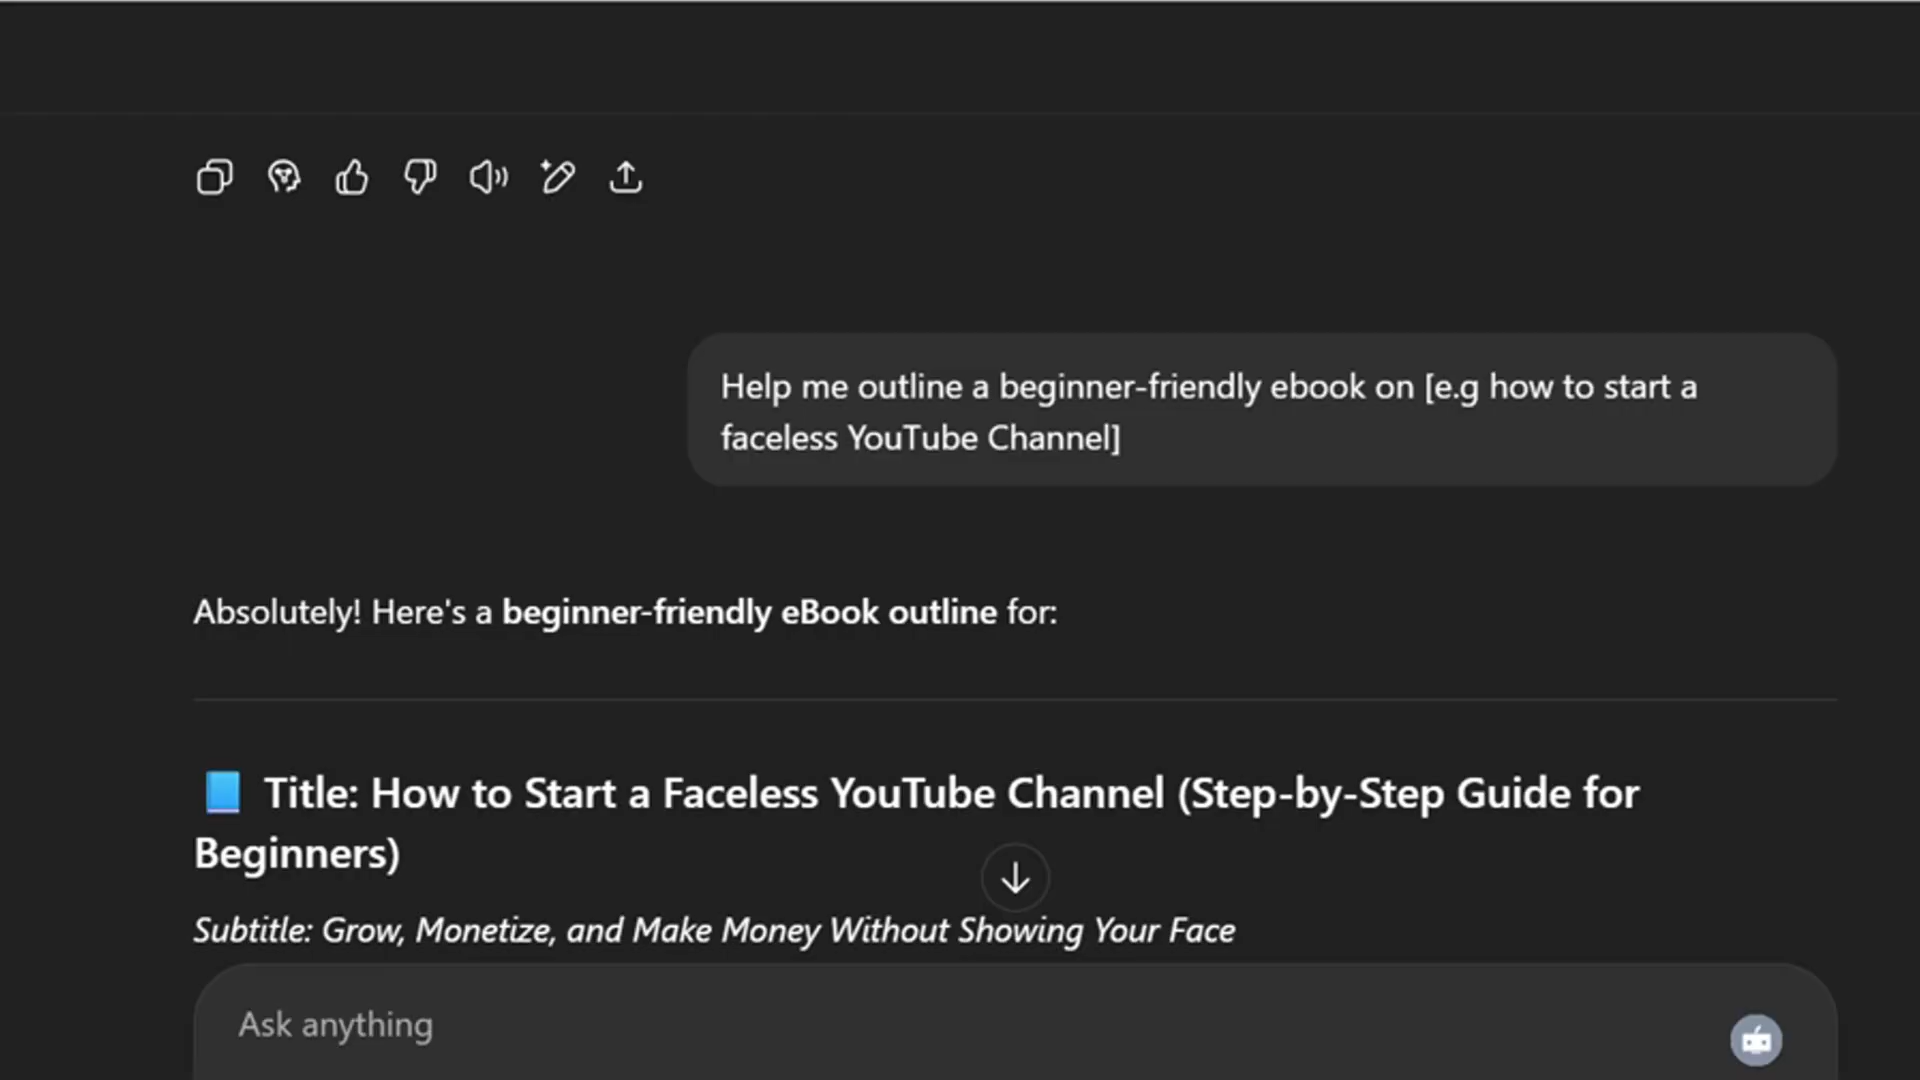 Help me outline a beginner-friendly ebook on [e.g how to start a
faceless YouTube Channel]
Absolutely! Here's a beginner-friendly eBook outline for:
Title: How to Start a Faceless YouTube Channel (Step-by-Step Guide for
Beginners)
Subtitle: Grow, Monetize, and Make Money Without Showing Your Face
Ask anything